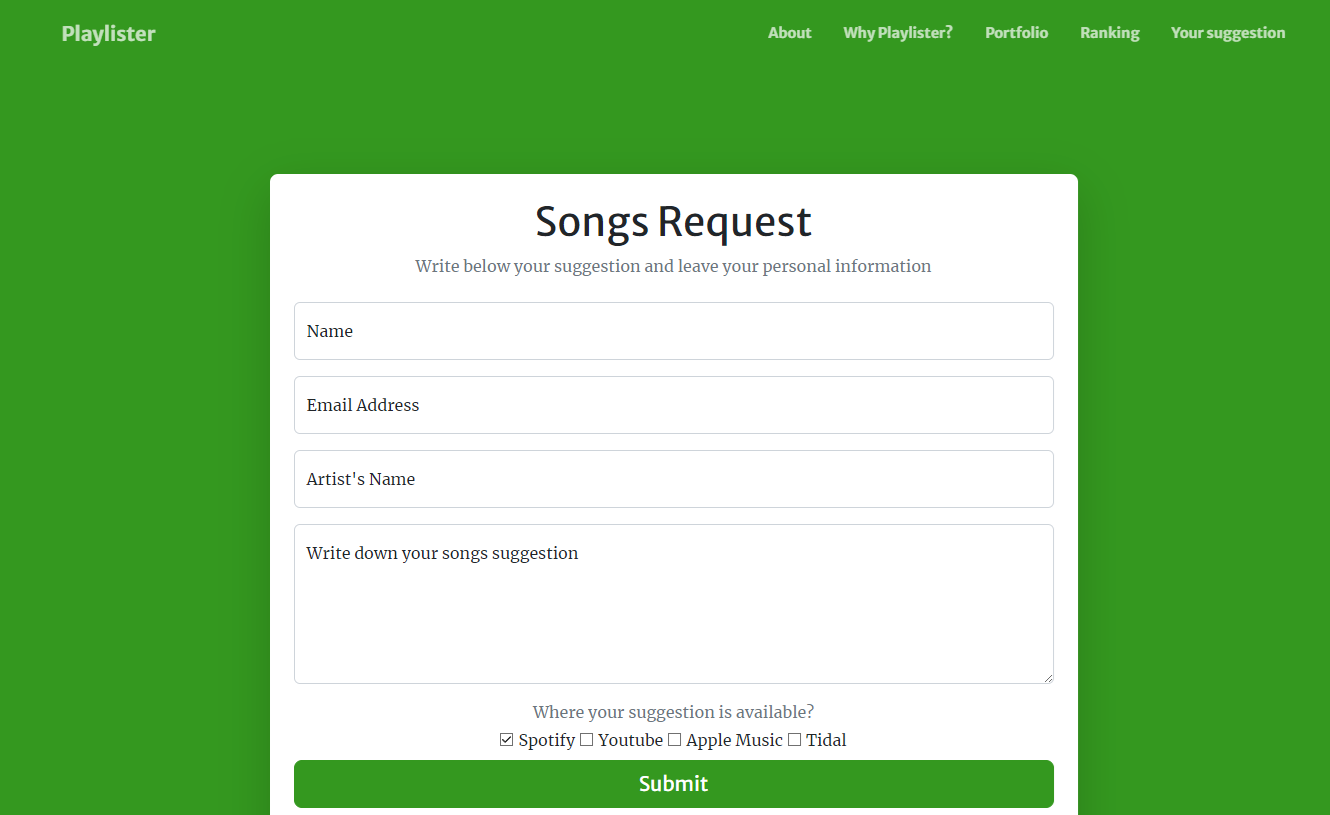 Playlister About Why Playlister? Portfolio Ranking Your suggestion
Songs Request
Write below your suggestion and leave your personal information
Name
Email Address
Artist's Name
Write down your songs suggestion
Where your suggestion is available?
Spotify Youtube Apple Music Tidal
Submit